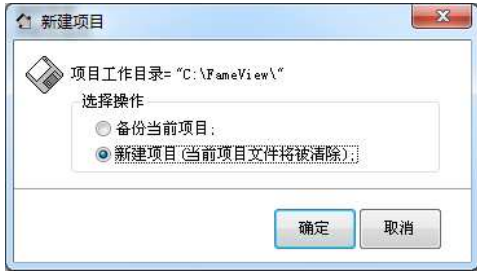 新建项目
项目工作目录= "C:\FameView\"
选择操作
备份当前项目;
新建项目(当前项目文件将被清除);
确定
取消